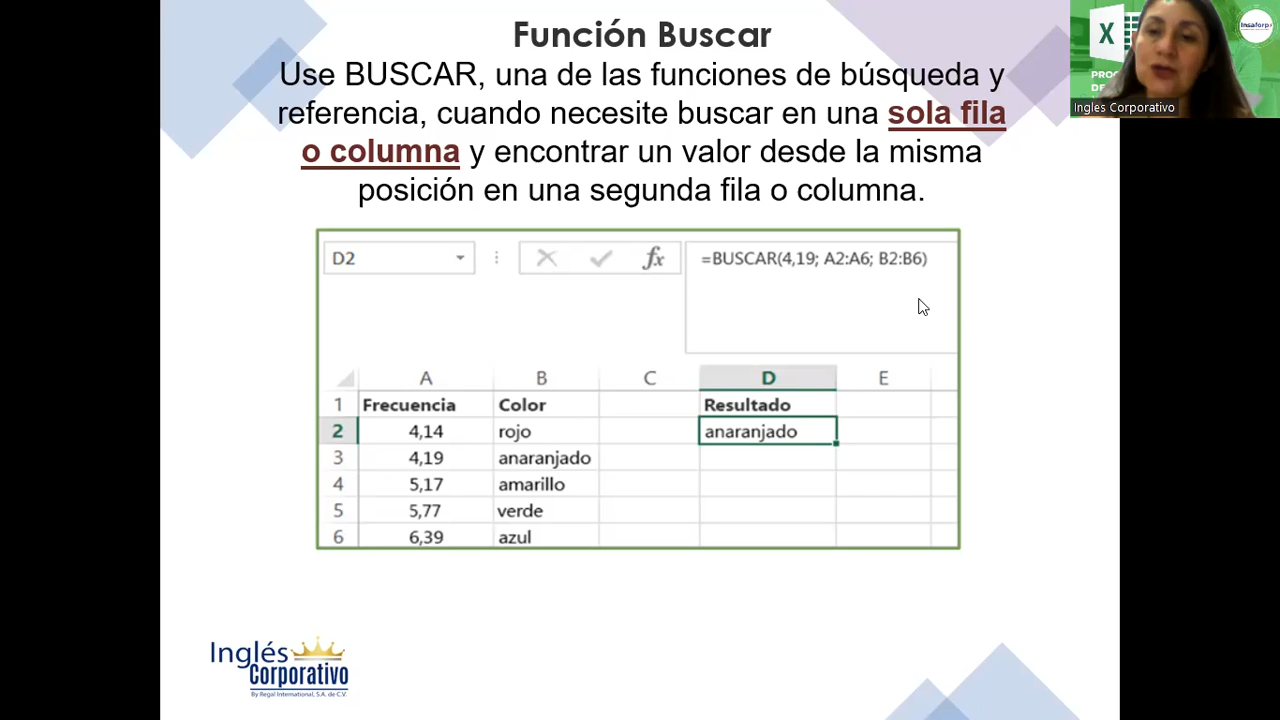 Función Buscar
Use BUSCAR, una de las funciones de búsqueda y
referencia, cuando necesite buscar en una sola fila
o columna y encontrar un valor desde la misma
posición en una segunda fila o columna.
D2 fx =BUSCAR(4,19; A2:A6; B2:B6)
A B C D E
1 Frecuencia Color Resultado
2 4,14 rojo anaranjado
3 4,19 anaranjado
4 5,17 amarillo
5 5,77 verde
6 6,39 azul
Inglés
Corporativo
By Regal International, S.A. de C.V.
X
Insaforp
PROC
DE
Ingles Corporativo